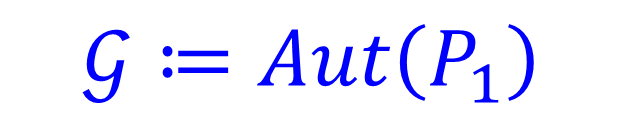 𝒢 ≔ Aut(P₁)